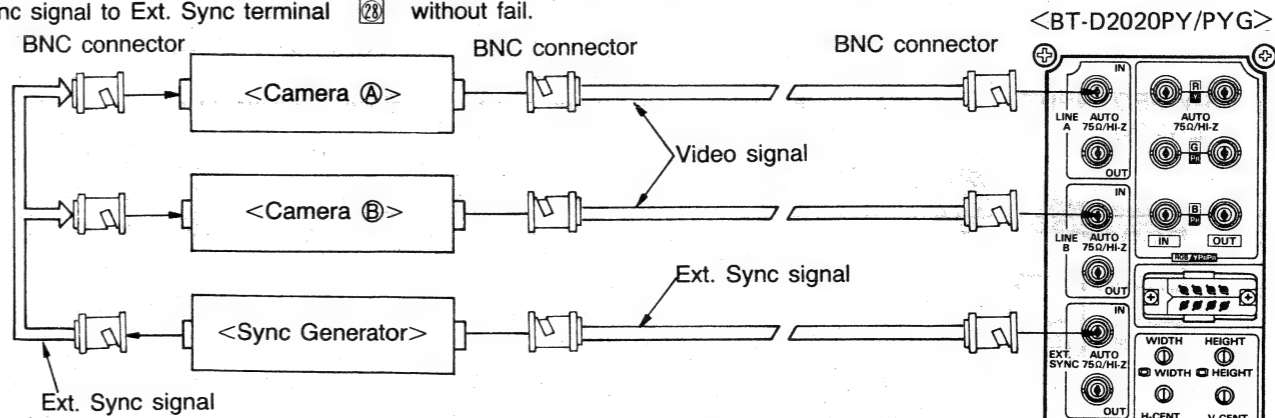 nc signal to Ext. Sync terminal ㉘ without fail.
<BT-D2020PY/PYG>
BNC connector
BNC connector
BNC connector
<Camera Ⓐ>
Video signal
<Camera Ⓑ>
Ext. Sync signal
<Sync Generator>
Ext. Sync signal
IN
LINE A
AUTO
75Ω/HI-Z
OUT
IN
LINE B
AUTO
75Ω/HI-Z
OUT
IN
EXT. SYNC
AUTO
75Ω/HI-Z
OUT
R
Y
AUTO
75Ω/HI-Z
G
PR
B
IN
OUT
WIDTH HEIGHT
WIDTH HEIGHT
H-CENT V-CENT